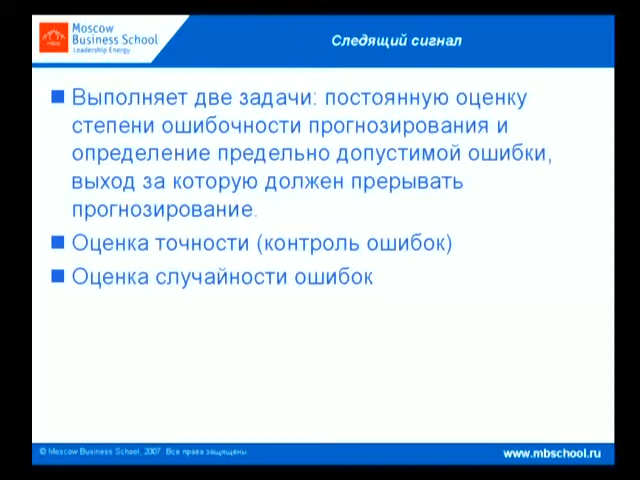 Moscow
Business School
Leadership Energy
Следящий сигнал
Выполняет две задачи: постоянную оценку
степени ошибочности прогнозирования и
определение предельно допустимой ошибки,
выход за которую должен прерывать
прогнозирование.
Оценка точности (контроль ошибок)
Оценка случайности ошибок
© Moscow Business School, 2007. Все права защищены
www.mbschool.ru